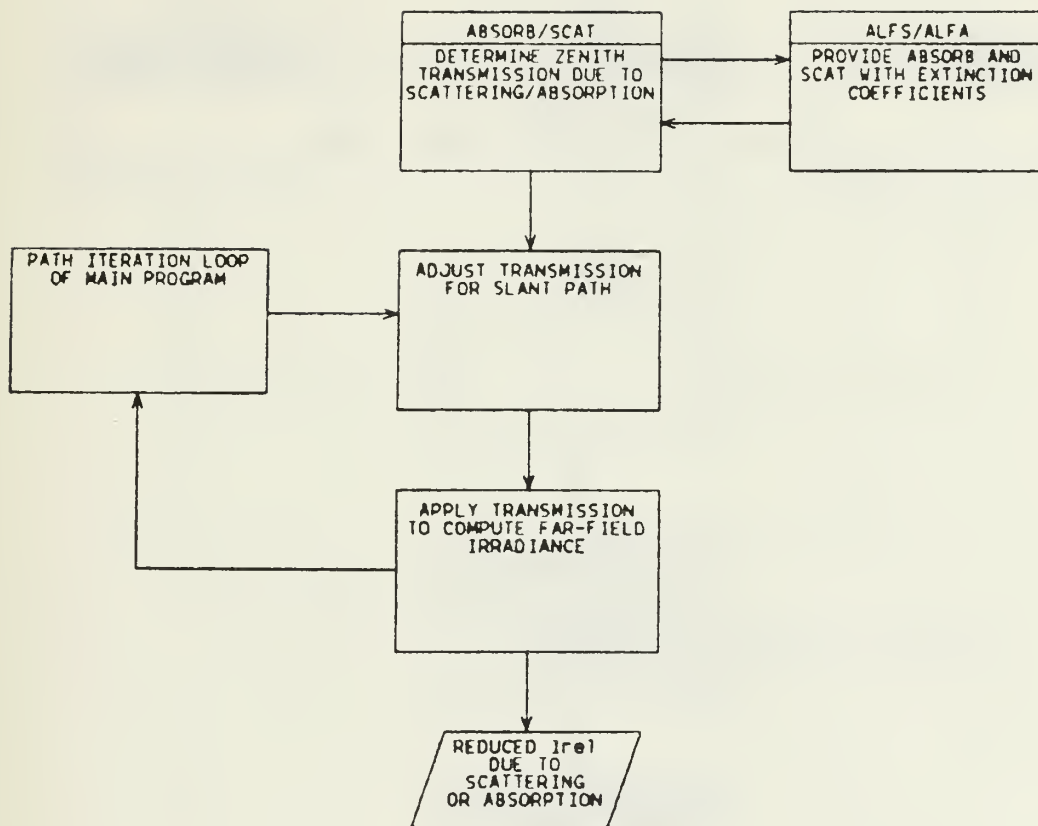 ABSORB/SCAT
DETERMINE ZENITH
TRANSMISSION DUE TO
SCATTERING/ABSORPTION
ALFS/ALFA
PROVIDE ABSORB AND
SCAT WITH EXTINCTION
COEFFICIENTS
PATH ITERATION LOOP
OF MAIN PROGRAM
ADJUST TRANSMISSION
FOR SLANT PATH
APPLY TRANSMISSION
TO COMPUTE FAR-FIELD
IRRADIANCE
REDUCED Irel
DUE TO
SCATTERING
OR ABSORPTION